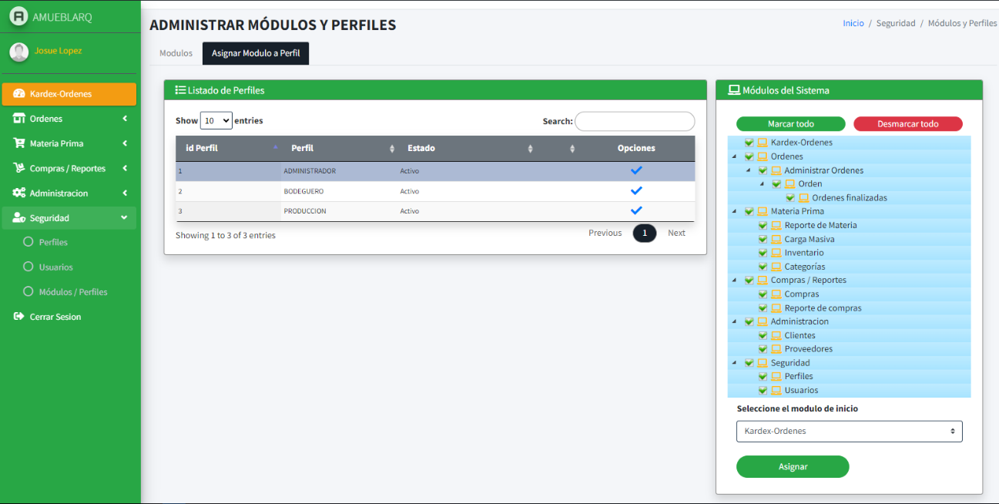 AMUEBLARQ
Josue Lopez
Kardex-Ordenes
Ordenes
Materia Prima
Compras / Reportes
Administracion
Seguridad
Perfiles
Usuarios
Módulos / Perfiles
Cerrar Sesion
ADMINISTRAR MÓDULOS Y PERFILES
Inicio / Seguridad / Módulos y Perfiles
Modulos Asignar Modulo a Perfil
Listado de Perfiles
Show 10 entries Search:
id Perfil Perfil Estado Opciones
1 ADMINISTRADOR Activo
2 BODEGUERO Activo
3 PRODUCCION Activo
Showing 1 to 3 of 3 entries Previous 1 Next
Módulos del Sistema
Marcar todo Desmarcar todo
Kardex-Ordenes
Ordenes
Administrar Ordenes
Orden
Ordenes finalizadas
Materia Prima
Reporte de Materia
Carga Masiva
Inventario
Categorías
Compras / Reportes
Compras
Reporte de compras
Administracion
Clientes
Proveedores
Seguridad
Perfiles
Usuarios
Seleccione el modulo de inicio
Kardex-Ordenes
Asignar